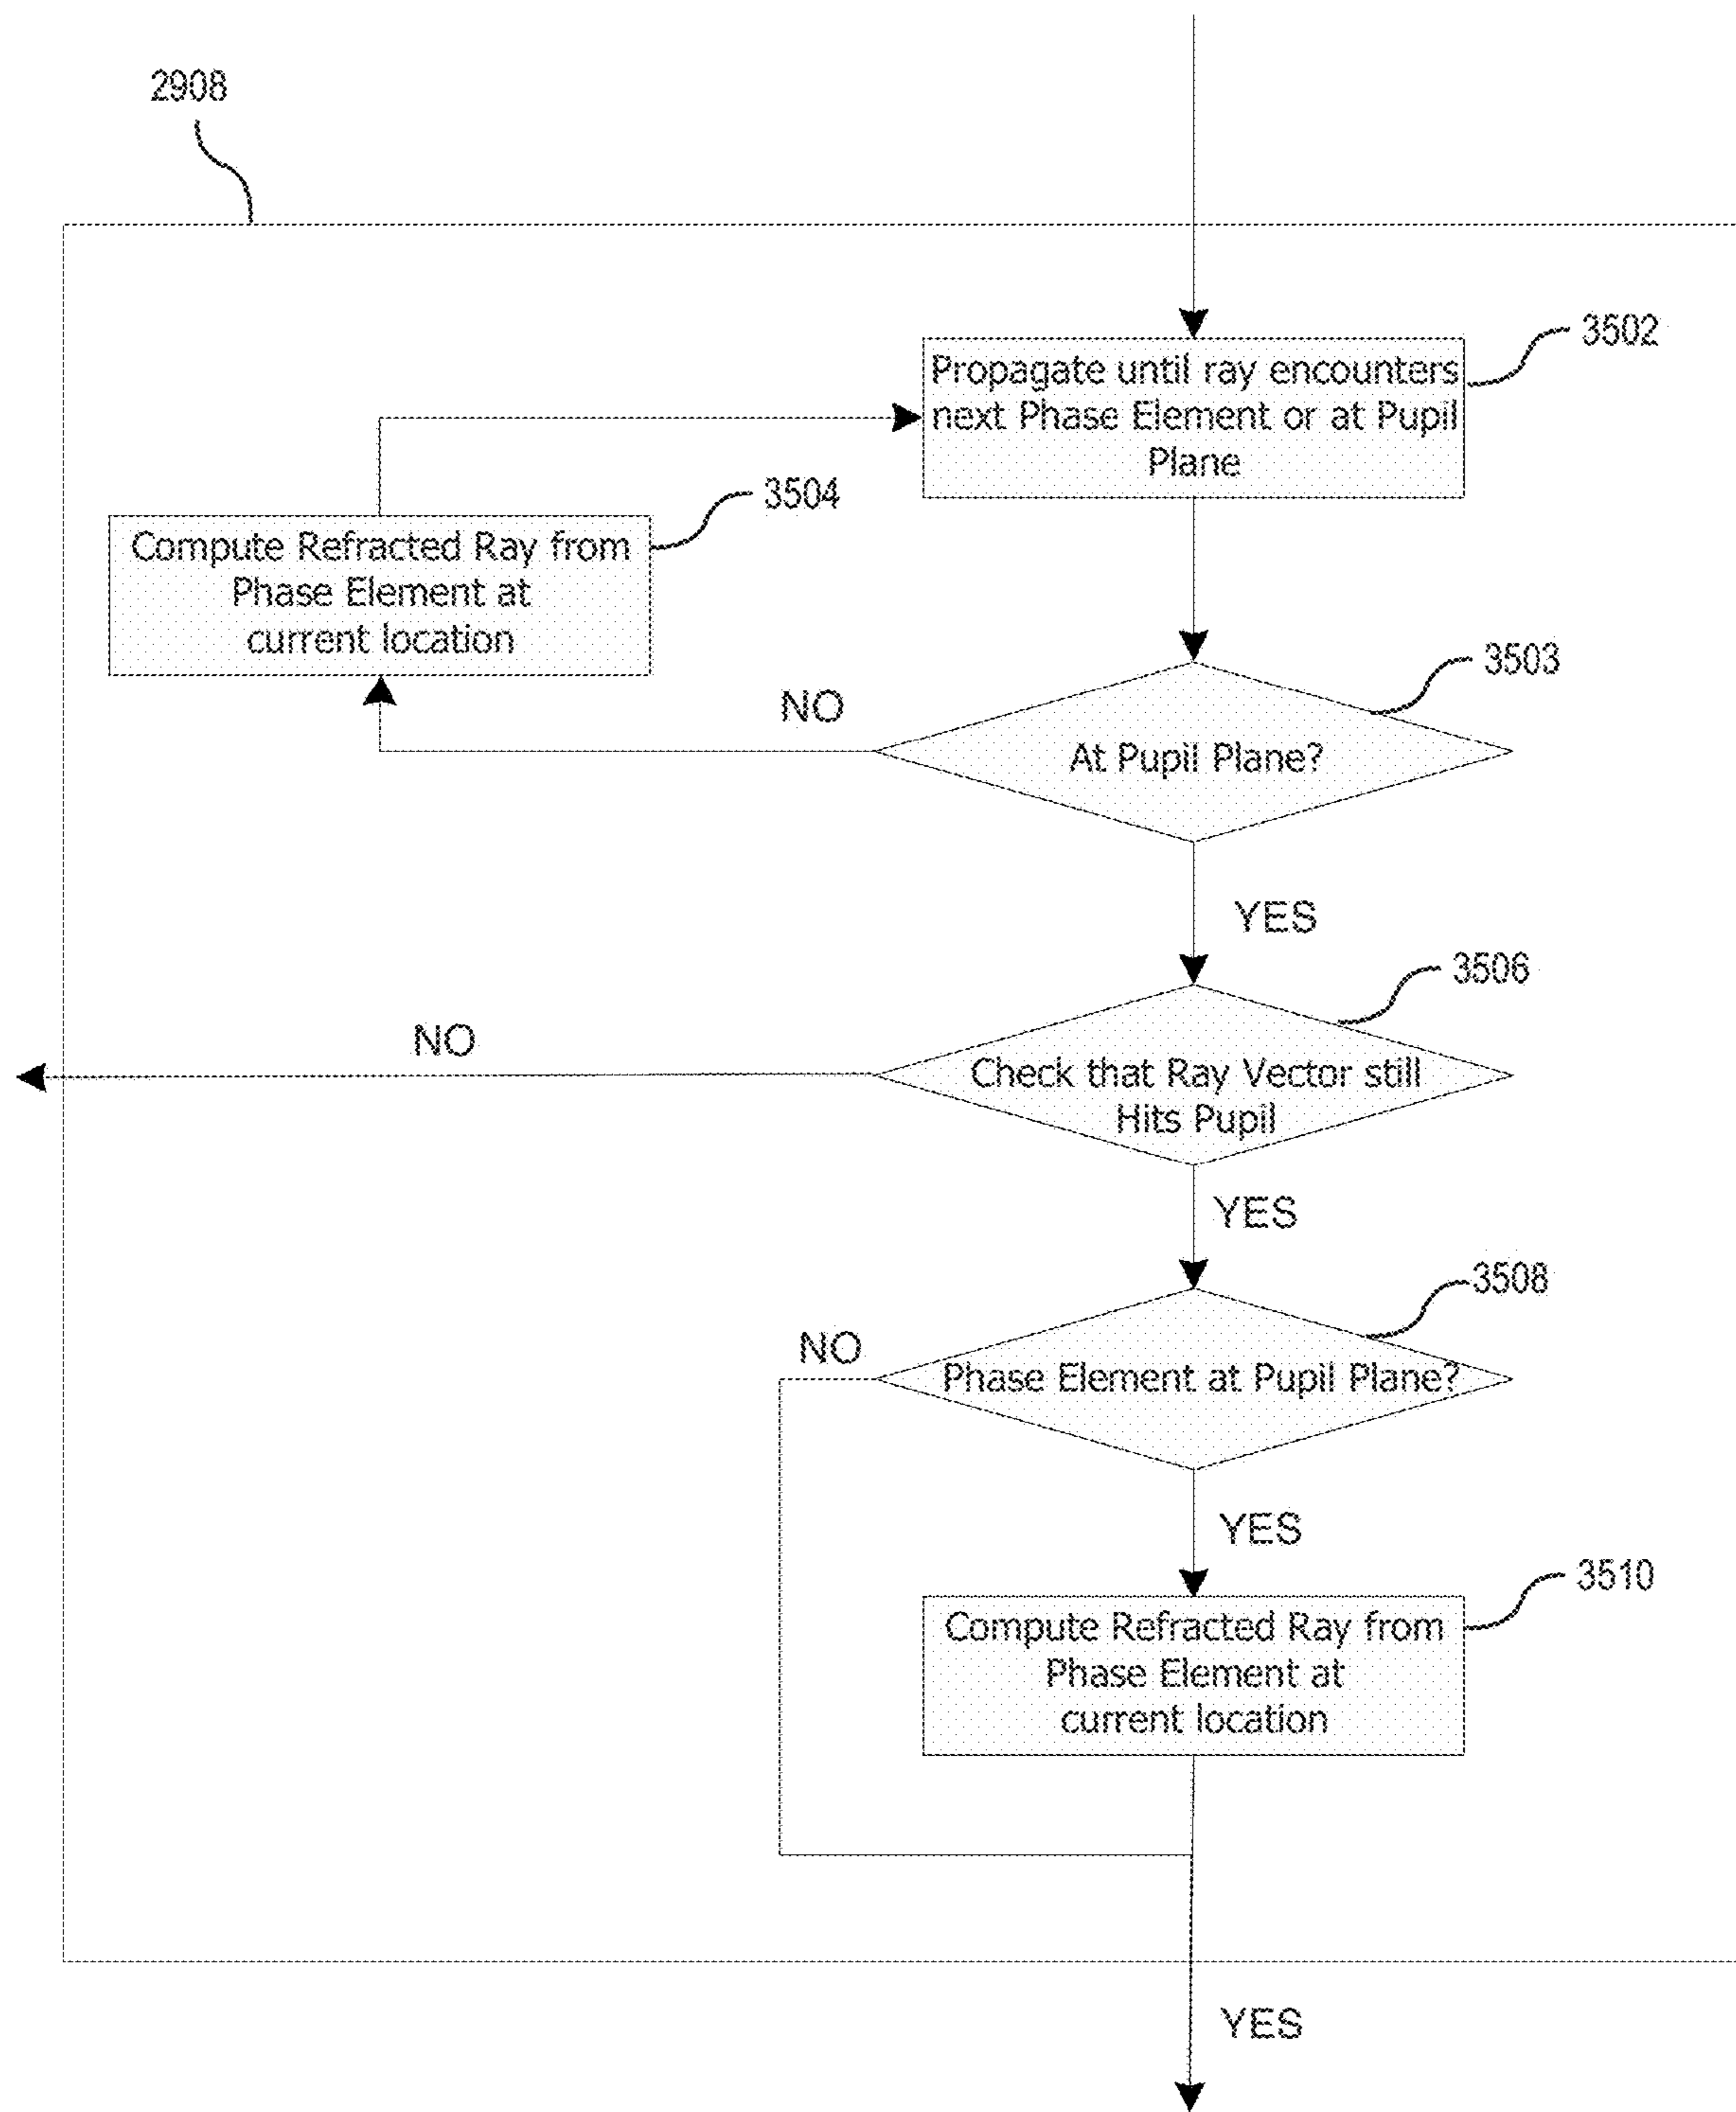 2908
3502
Propagate until ray encounters
next Phase Element or at Pupil
Plane
3504
Compute Refracted Ray from
Phase Element at
current location
3503
NO
At Pupil Plane?
YES
3506
NO
Check that Ray Vector still
Hits Pupil
YES
3508
NO
Phase Element at Pupil Plane?
YES
3510
Compute Refracted Ray from
Phase Element at
current location
YES